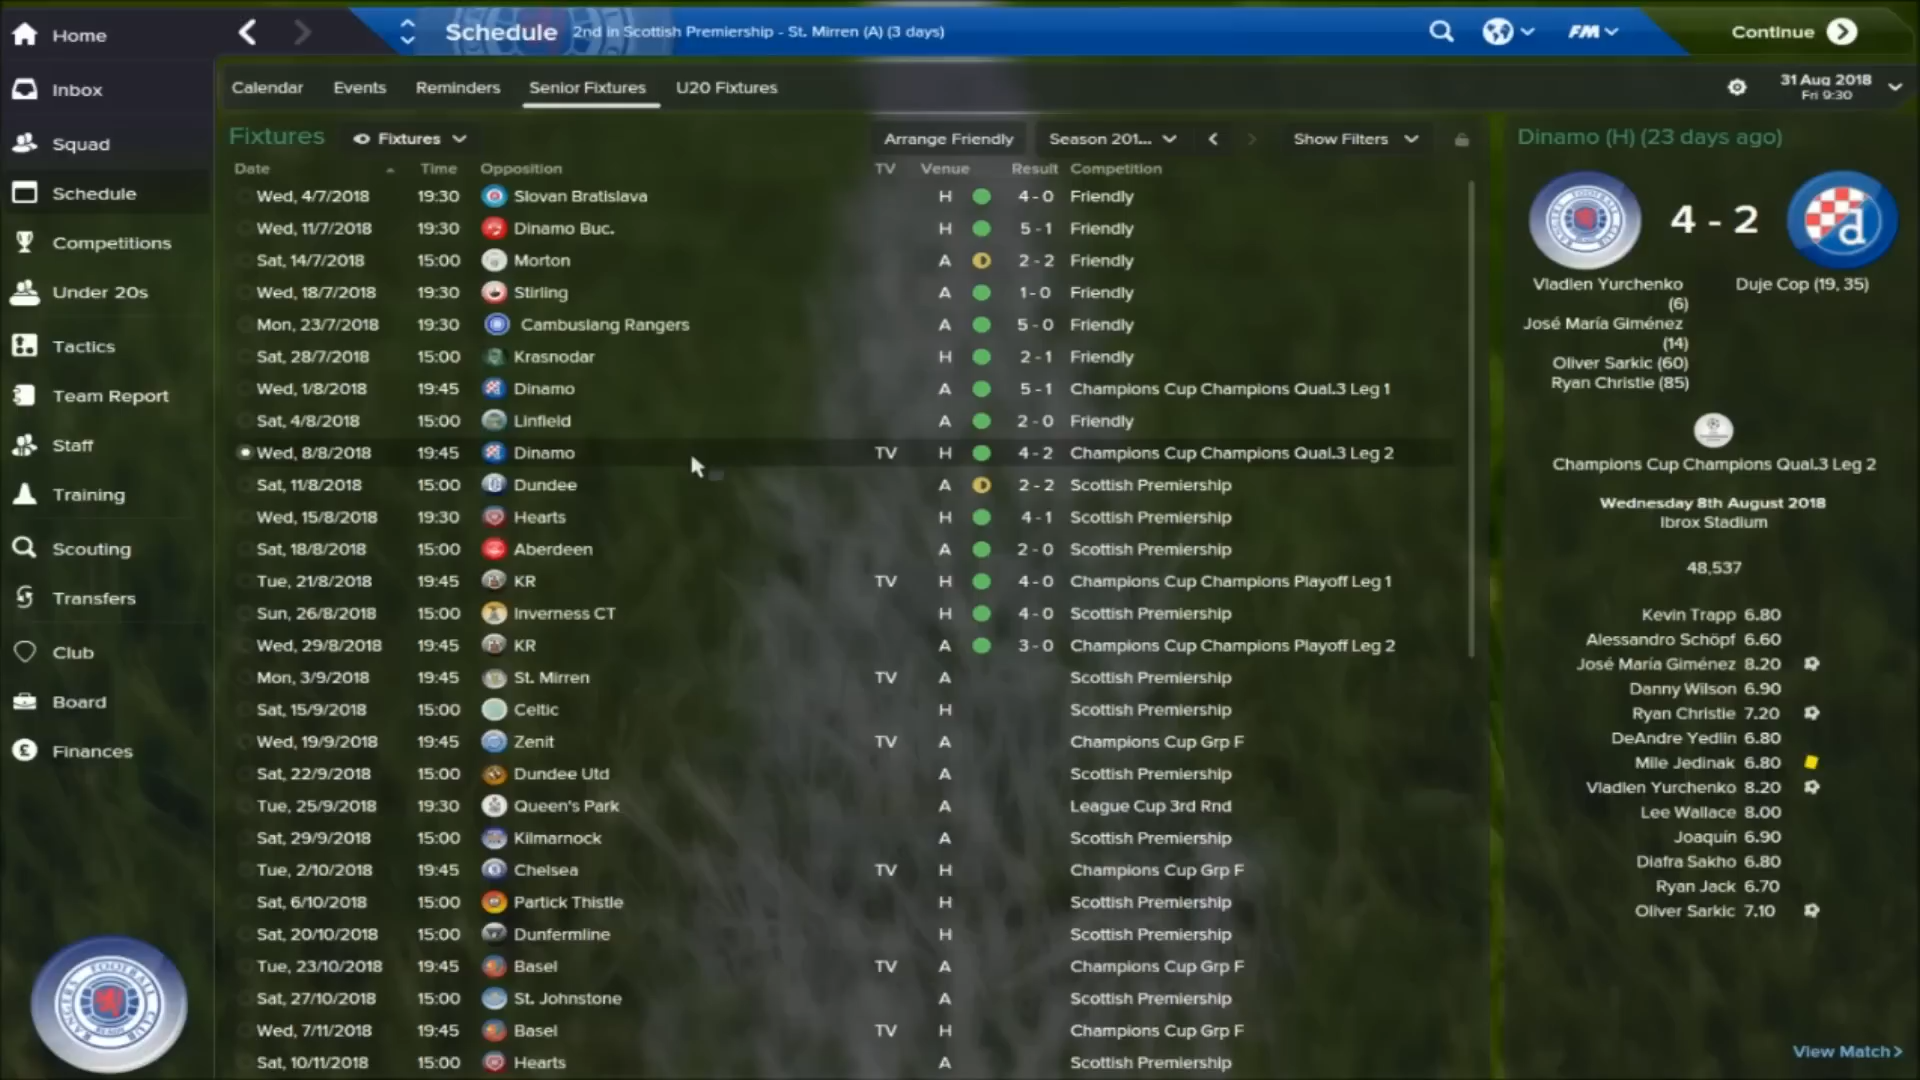 Home
Inbox
Squad
Schedule
Competitions
Under 20s
Tactics
Team Report
Staff
Training
Scouting
Transfers
Club
Board
Finances
Schedule 2nd in Scottish Premiership - St. Mirren (A) (3 days)
FM
Continue
Calendar Events Reminders Senior Fixtures U20 Fixtures
31 Aug 2018
Fri 9:30
Fixtures Fixtures Arrange Friendly Season 201... Show Filters
Date Time Opposition TV Venue Result Competition
Wed, 4/7/2018 19:30 Slovan Bratislava H 4 - 0 Friendly
Wed, 11/7/2018 19:30 Dinamo Buc. H 5 - 1 Friendly
Sat, 14/7/2018 15:00 Morton A 2 - 2 Friendly
Wed, 18/7/2018 19:30 Stirling A 1 - 0 Friendly
Mon, 23/7/2018 19:30 Cambuslang Rangers A 5 - 0 Friendly
Sat, 28/7/2018 15:00 Krasnodar H 2 - 1 Friendly
Wed, 1/8/2018 19:45 Dinamo A 5 - 1 Champions Cup Champions Qual.3 Leg 1
Sat, 4/8/2018 15:00 Linfield A 2 - 0 Friendly
Wed, 8/8/2018 19:45 Dinamo TV H 4 - 2 Champions Cup Champions Qual.3 Leg 2
Sat, 11/8/2018 15:00 Dundee A 2 - 2 Scottish Premiership
Wed, 15/8/2018 19:30 Hearts H 4 - 1 Scottish Premiership
Sat, 18/8/2018 15:00 Aberdeen A 2 - 0 Scottish Premiership
Tue, 21/8/2018 19:45 KR TV H 4 - 0 Champions Cup Champions Playoff Leg 1
Sun, 26/8/2018 15:00 Inverness CT H 4 - 0 Scottish Premiership
Wed, 29/8/2018 19:45 KR A 3 - 0 Champions Cup Champions Playoff Leg 2
Mon, 3/9/2018 19:45 St. Mirren TV A Scottish Premiership
Sat, 15/9/2018 15:00 Celtic H Scottish Premiership
Wed, 19/9/2018 19:45 Zenit TV A Champions Cup Grp F
Sat, 22/9/2018 15:00 Dundee Utd A Scottish Premiership
Tue, 25/9/2018 19:30 Queen's Park A League Cup 3rd Rnd
Sat, 29/9/2018 15:00 Kilmarnock A Scottish Premiership
Tue, 2/10/2018 19:45 Chelsea TV H Champions Cup Grp F
Sat, 6/10/2018 15:00 Partick Thistle H Scottish Premiership
Sat, 20/10/2018 15:00 Dunfermline H Scottish Premiership
Tue, 23/10/2018 19:45 Basel TV A Champions Cup Grp F
Sat, 27/10/2018 15:00 St. Johnstone A Scottish Premiership
Wed, 7/11/2018 19:45 Basel TV H Champions Cup Grp F
Sat, 10/11/2018 15:00 Hearts A Scottish Premiership
Dinamo (H) (23 days ago)
4 - 2
Vladlen Yurchenko (6)
Duje Cop (19, 35)
José María Giménez (14)
Oliver Sarkic (60)
Ryan Christie (85)
Champions Cup Champions Qual.3 Leg 2
Wednesday 8th August 2018
Ibrox Stadium
48,537
Kevin Trapp 6.80
Alessandro Schöpf 6.60
José María Giménez 8.20
Danny Wilson 6.90
Ryan Christie 7.20
DeAndre Yedlin 6.80
Mile Jedinak 6.80
Vladlen Yurchenko 8.20
Lee Wallace 8.00
Joaquín 6.90
Diafra Sakho 6.80
Ryan Jack 6.70
Oliver Sarkic 7.10
View Match >
RANGERS FOOTBALL CLUB
READY